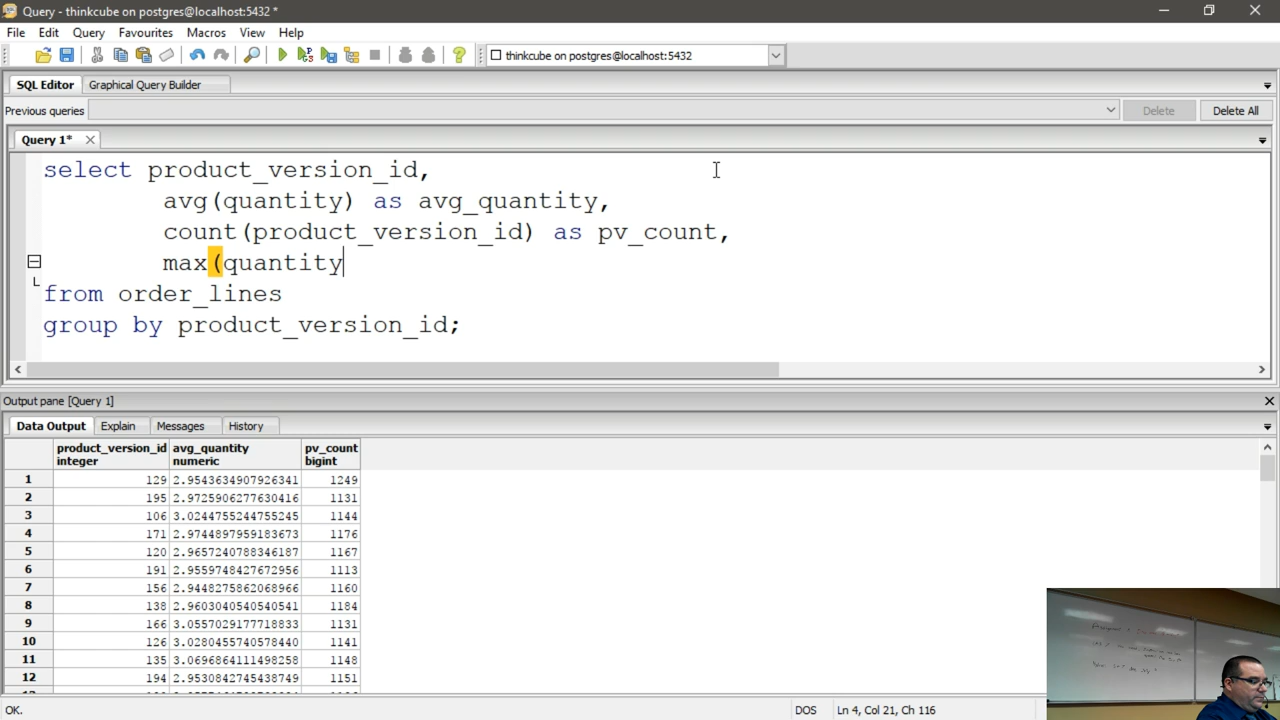 Query - thinkcube on postgres@localhost:5432 *
File Edit Query Favourites Macros View Help
thinkcube on postgres@localhost:5432
SQL Editor Graphical Query Builder
Previous queries Delete Delete All
Query 1*
select product_version_id,
avg(quantity) as avg_quantity,
count(product_version_id) as pv_count,
max(quantity
from order_lines
group by product_version_id;
Output pane [Query 1]
Data Output Explain Messages History
product_version_id avg_quantity pv_count
integer numeric bigint
1 129 2.9543634907926341 1249
2 195 2.9725906277630416 1131
3 106 3.0244755244755245 1144
4 171 2.9744897959183673 1176
5 120 2.9657240788346187 1167
6 191 2.9559748427672956 1113
7 156 2.9448275862068966 1160
8 138 2.9603040540540541 1184
9 166 3.0557029177718833 1131
10 126 3.0280455740578440 1141
11 135 3.0696864111498258 1148
12 194 2.9530842745438749 1151
OK. DOS Ln 4, Col 21, Ch 116